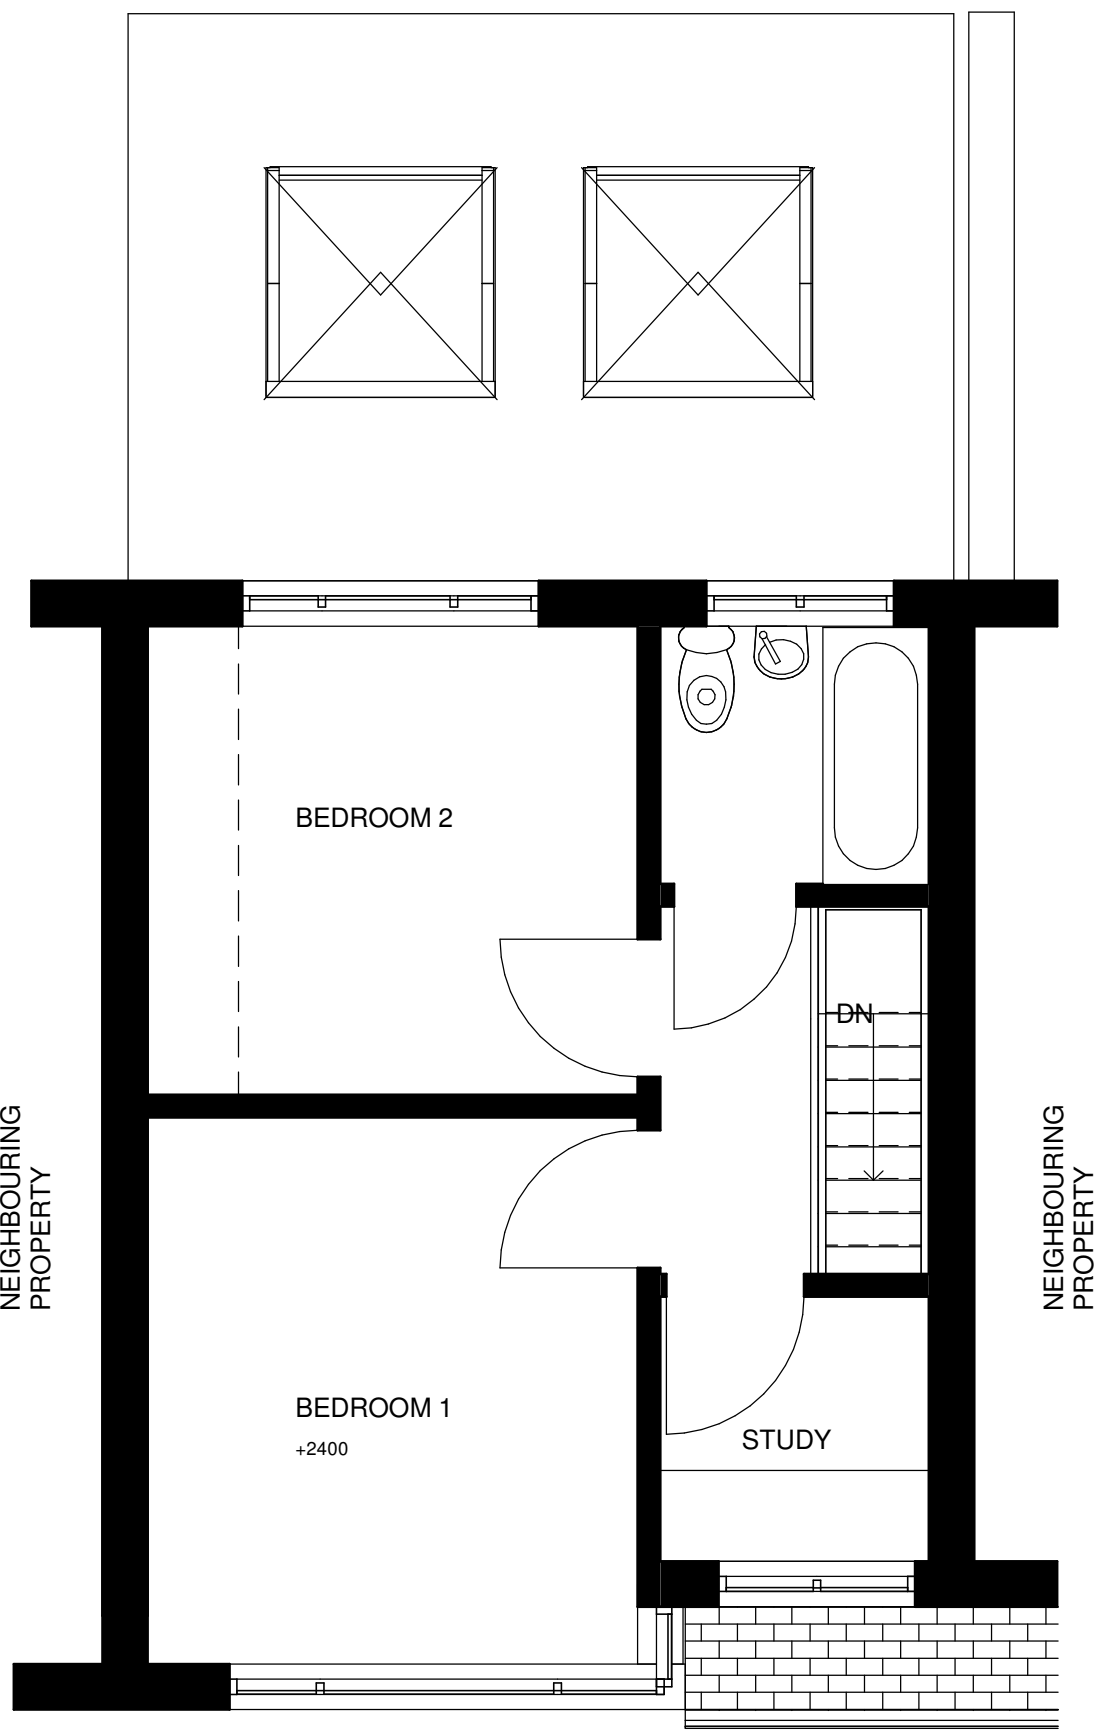 BEDROOM 2
DN
NEIGHBOURING
PROPERTY
NEIGHBOURING
PROPERTY
BEDROOM 1
+2400
STUDY